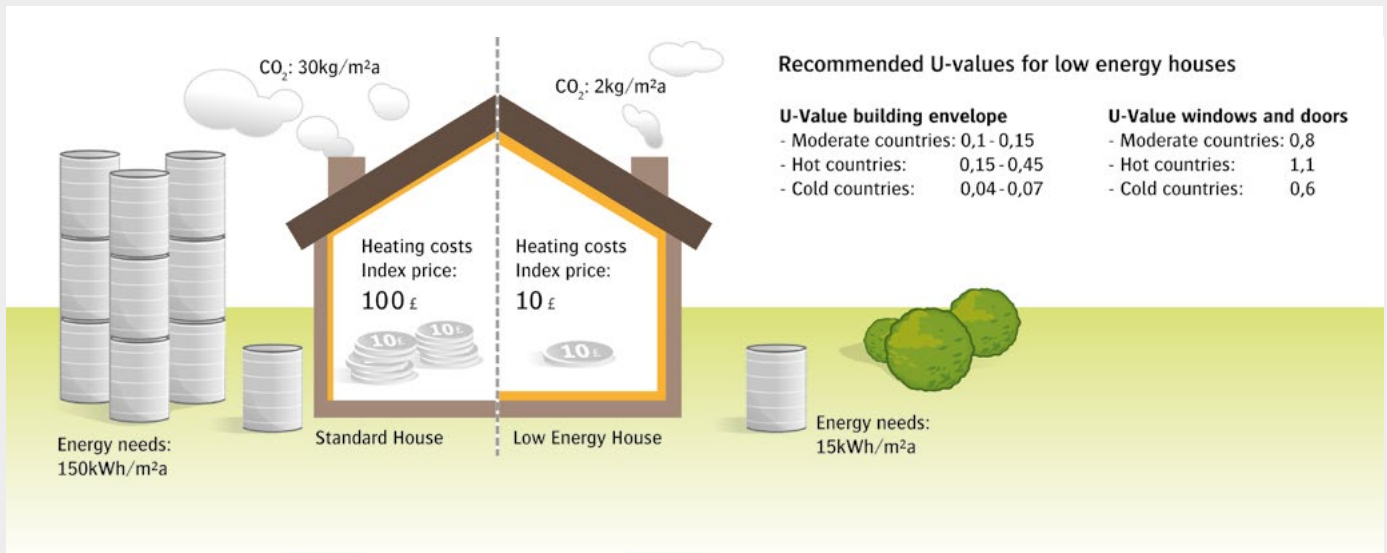 CO₂: 30kg/m²a
CO₂: 2kg/m²a
Recommended U-values for low energy houses
U-Value building envelope
- Moderate countries: 0,1 - 0,15
- Hot countries: 0,15 - 0,45
- Cold countries: 0,04 - 0,07
U-Value windows and doors
- Moderate countries: 0,8
- Hot countries: 1,1
- Cold countries: 0,6
Heating costs
Index price:
100 £
10£
10£
Heating costs
Index price:
10 £
10£
Energy needs:
150kWh/m²a
Standard House
Low Energy House
Energy needs:
15kWh/m²a